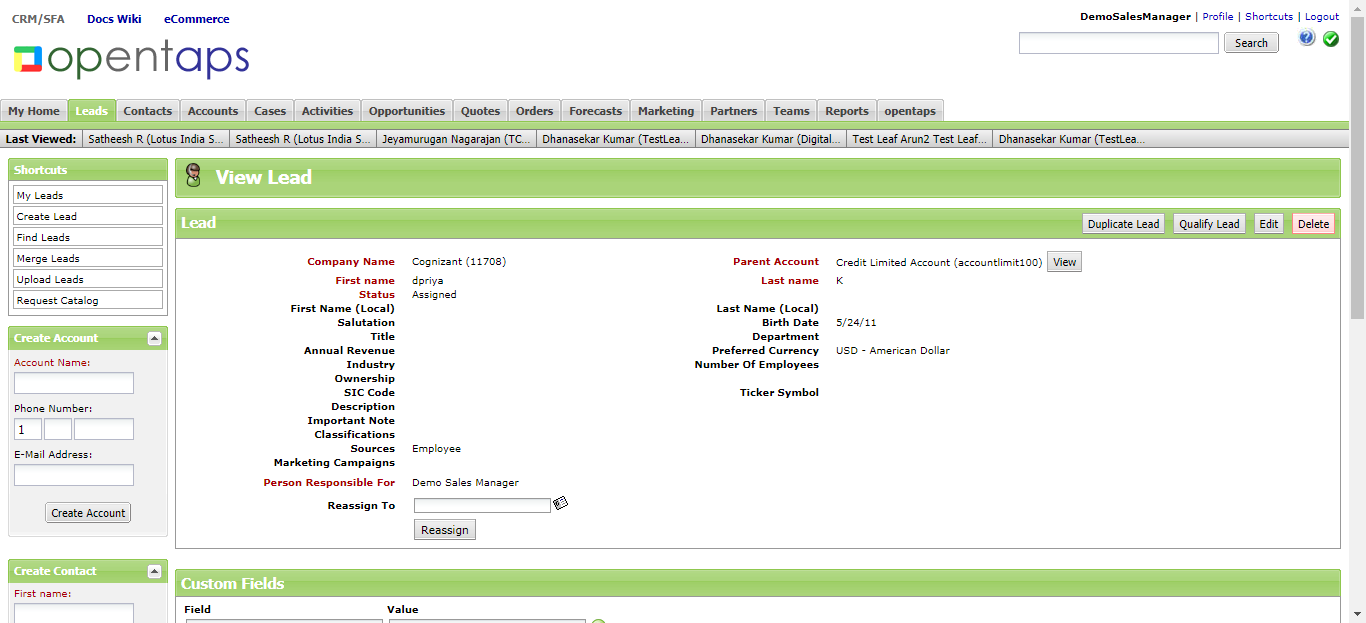 CRM/SFA Docs Wiki eCommerce
DemoSalesManager | Profile | Shortcuts | Logout
opentaps
Search
My Home Leads Contacts Accounts Cases Activities Opportunities Quotes Orders Forecasts Marketing Partners Teams Reports opentaps
Last Viewed: Satheesh R (Lotus India S... Satheesh R (Lotus India S... Jeyamurugan Nagarajan (TC... Dhanasekar Kumar (TestLea... Dhanasekar Kumar (Digital... Test Leaf Arun2 Test Leaf... Dhanasekar Kumar (TestLea...
Shortcuts
My Leads
Create Lead
Find Leads
Merge Leads
Upload Leads
Request Catalog
Create Account
Account Name:
Phone Number:
1
E-Mail Address:
Create Account
Create Contact
First name:
View Lead
Lead Duplicate Lead Qualify Lead Edit Delete
Company Name Cognizant (11708) Parent Account Credit Limited Account (accountlimit100) View
First name dpriya Last name K
Status Assigned
First Name (Local) Last Name (Local)
Salutation Birth Date 5/24/11
Title Department
Annual Revenue Preferred Currency USD - American Dollar
Industry Number Of Employees
Ownership
SIC Code Ticker Symbol
Description
Important Note
Classifications
Sources Employee
Marketing Campaigns
Person Responsible For Demo Sales Manager
Reassign To
Reassign
Custom Fields
Field Value